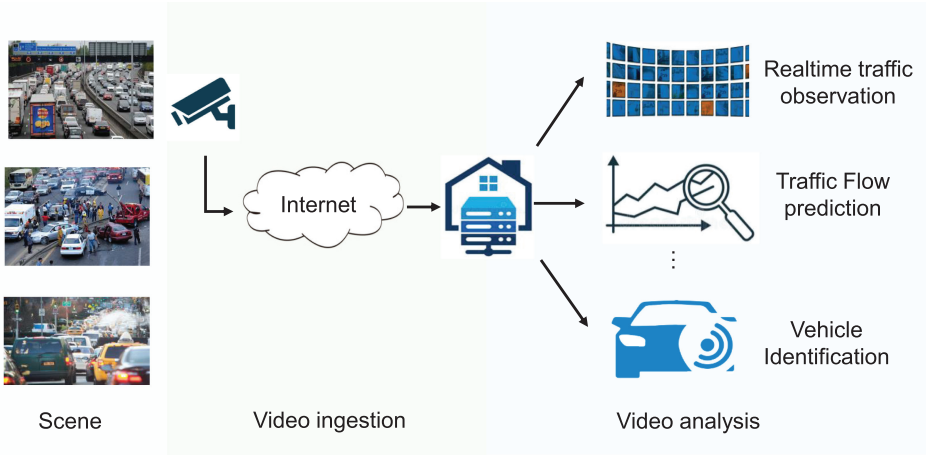 Realtime traffic
observation
Internet
Traffic Flow
prediction
Vehicle
Identification
Scene
Video ingestion
Video analysis